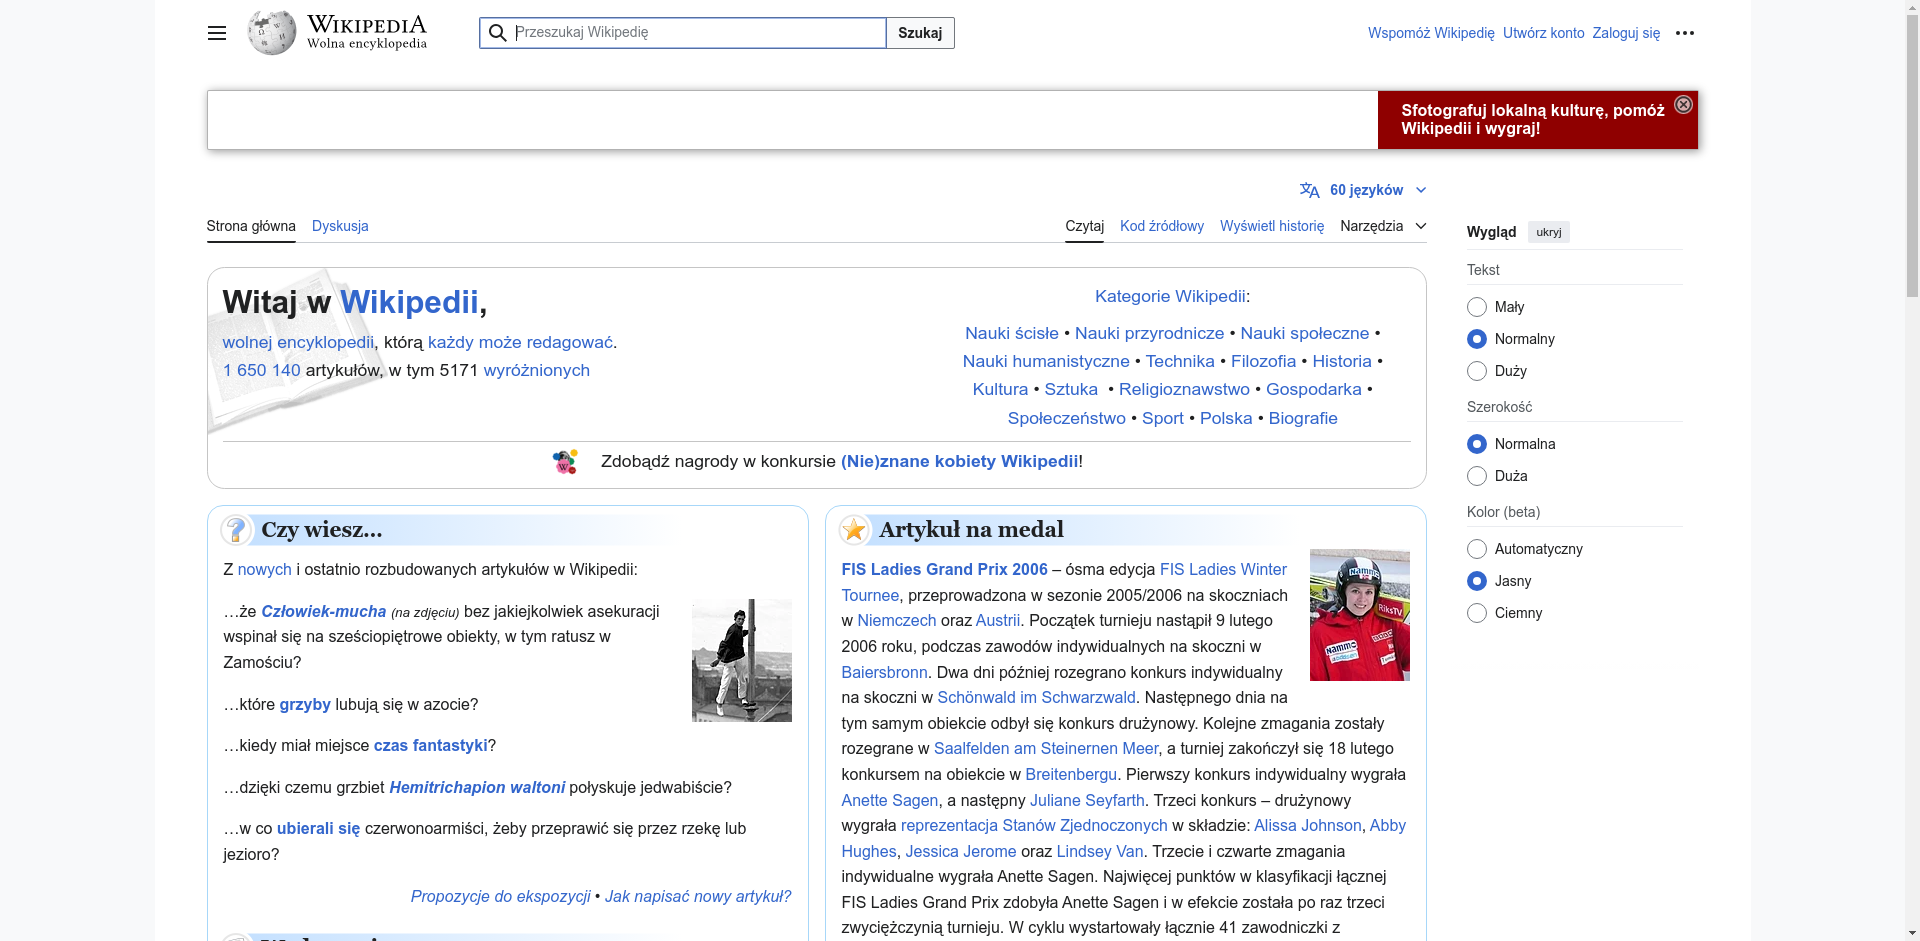 WIKIPEDIA
Wolna encyklopedia
Przeszukaj Wikipedię
Szukaj
Wspomóż Wikipedię Utwórz konto Zaloguj się
Sfotografuj lokalną kulturę, pomóż
Wikipedii i wygraj!
60 języków
Strona główna Dyskusja
Czytaj Kod źródłowy Wyświetl historię Narzędzia
Witaj w Wikipedii,
wolnej encyklopedii, którą każdy może redagować.
1 650 140 artykułów, w tym 5171 wyróżnionych
Kategorie Wikipedii:
Nauki ścisłe • Nauki przyrodnicze • Nauki społeczne •
Nauki humanistyczne • Technika • Filozofia • Historia •
Kultura • Sztuka • Religioznawstwo • Gospodarka •
Społeczeństwo • Sport • Polska • Biografie
Zdobądź nagrody w konkursie (Nie)znane kobiety Wikipedii!
Czy wiesz…
Z nowych i ostatnio rozbudowanych artykułów w Wikipedii:
…że Człowiek-mucha (na zdjęciu) bez jakiejkolwiek asekuracji
wspinał się na sześciopiętrowe obiekty, w tym ratusz w
Zamościu?
…które grzyby lubują się w azocie?
…kiedy miał miejsce czas fantastyki?
…dzięki czemu grzbiet Hemitrichapion waltoni połyskuje jedwabiście?
…w co ubierali się czerwonoarmiści, żeby przeprawić się przez rzekę lub
jezioro?
Propozycje do ekspozycji • Jak napisać nowy artykuł?
Artykuł na medal
FIS Ladies Grand Prix 2006 – ósma edycja FIS Ladies Winter
Tournee, przeprowadzona w sezonie 2005/2006 na skoczniach
w Niemczech oraz Austrii. Początek turnieju nastąpił 9 lutego
2006 roku, podczas zawodów indywidualnych na skoczni w
Baiersbronn. Dwa dni później rozegrano konkurs indywidualny
na skoczni w Schönwald im Schwarzwald. Następnego dnia na
tym samym obiekcie odbył się konkurs drużynowy. Kolejne zmagania zostały
rozegrane w Saalfelden am Steinernen Meer, a turniej zakończył się 18 lutego
konkursem na obiekcie w Breitenbergu. Pierwszy konkurs indywidualny wygrała
Anette Sagen, a następny Juliane Seyfarth. Trzeci konkurs – drużynowy
wygrała reprezentacja Stanów Zjednoczonych w składzie: Alissa Johnson, Abby
Hughes, Jessica Jerome oraz Lindsey Van. Trzecie i czwarte zmagania
indywidualne wygrała Anette Sagen. Najwięcej punktów w klasyfikacji łącznej
FIS Ladies Grand Prix zdobyła Anette Sagen i w efekcie została po raz trzeci
zwyciężczynią turnieju. W cyklu wystartowały łącznie 41 zawodniczki z
Wygląd ukryj
Tekst
Mały
Normalny
Duży
Szerokość
Normalna
Duża
Kolor (beta)
Automatyczny
Jasny
Ciemny